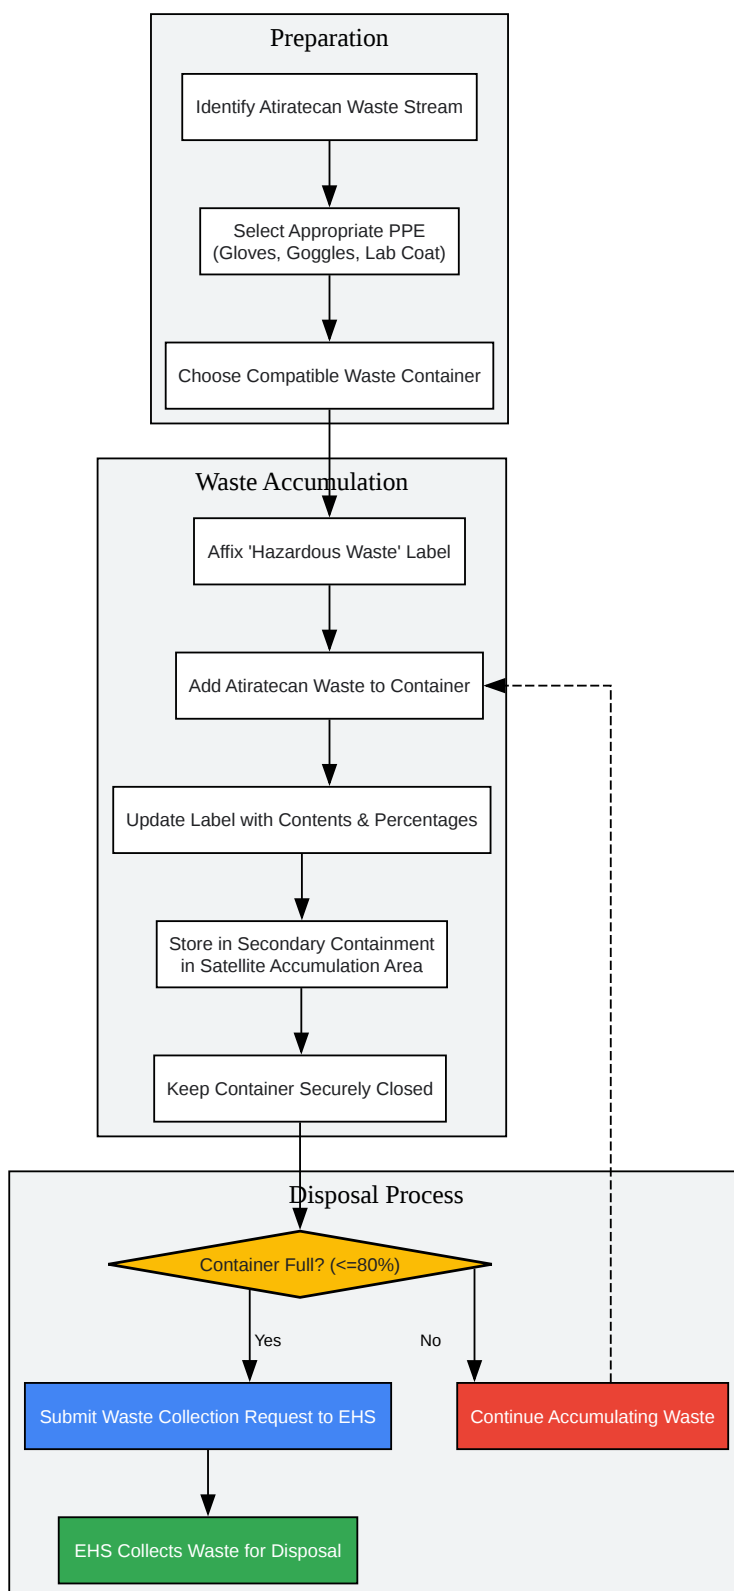 Preparation
Identify Atiratecan Waste Stream
Select Appropriate PPE
(Gloves, Goggles, Lab Coat)
Choose Compatible Waste Container
Waste Accumulation
Affix 'Hazardous Waste' Label
Add Atiratecan Waste to Container
Update Label with Contents & Percentages
Store in Secondary Containment
in Satellite Accumulation Area
Keep Container Securely Closed
Disposal Process
Container Full? (<=80%)
Yes
No
Submit Waste Collection Request to EHS
Continue Accumulating Waste
EHS Collects Waste for Disposal